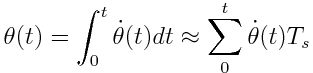 θ(t) = ∫₀ᵗ θ̇(t)dt ≈ ∑₀ᵗ θ̇(t)Tₛ